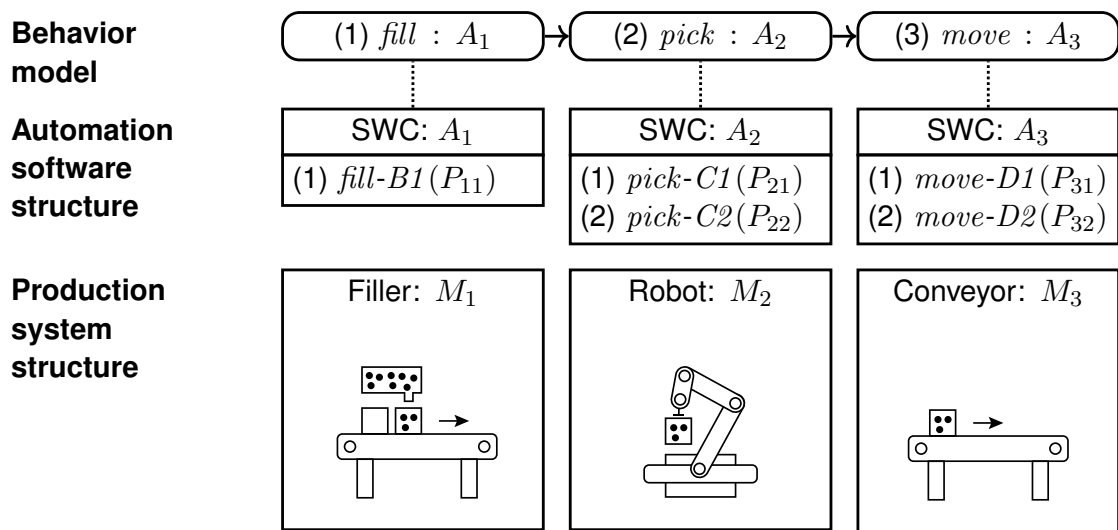 Behavior
model
(1) fill : A₁
(2) pick : A₂
(3) move : A₃
Automation
software
structure
SWC: A₁
(1) fill-B1(P₁₁)
SWC: A₂
(1) pick-C1(P₂₁)
(2) pick-C2(P₂₂)
SWC: A₃
(1) move-D1(P₃₁)
(2) move-D2(P₃₂)
Production
system
structure
Filler: M₁
Robot: M₂
Conveyor: M₃